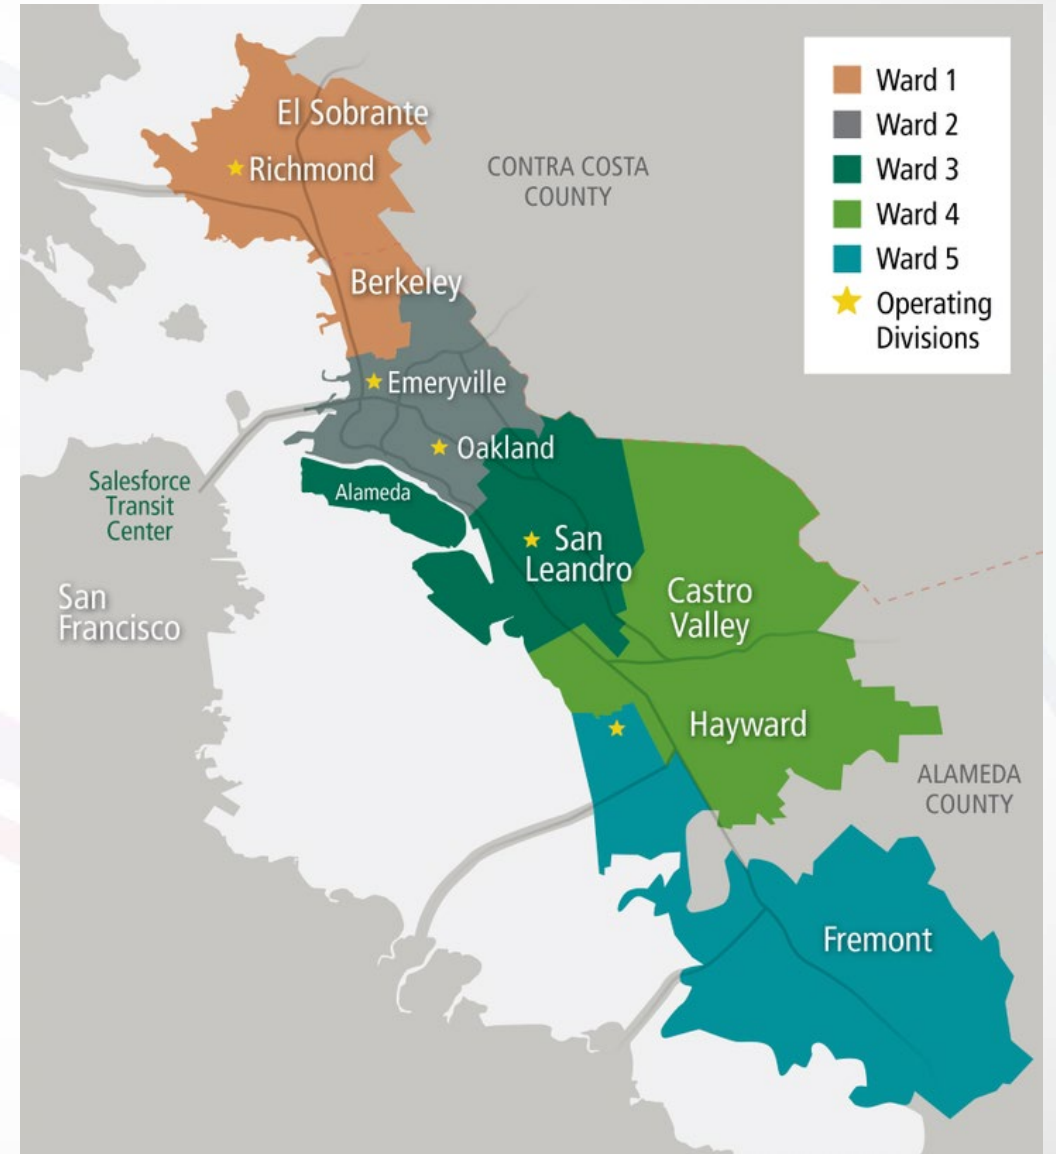 Ward 1
Ward 2
Ward 3
Ward 4
Ward 5
Operating
Divisions
El Sobrante
Richmond
CONTRA COSTA
COUNTY
Berkeley
Emeryville
Oakland
Salesforce
Transit
Center
Alameda
San
Leandro
San
Francisco
Castro
Valley
Hayward
ALAMEDA
COUNTY
Fremont